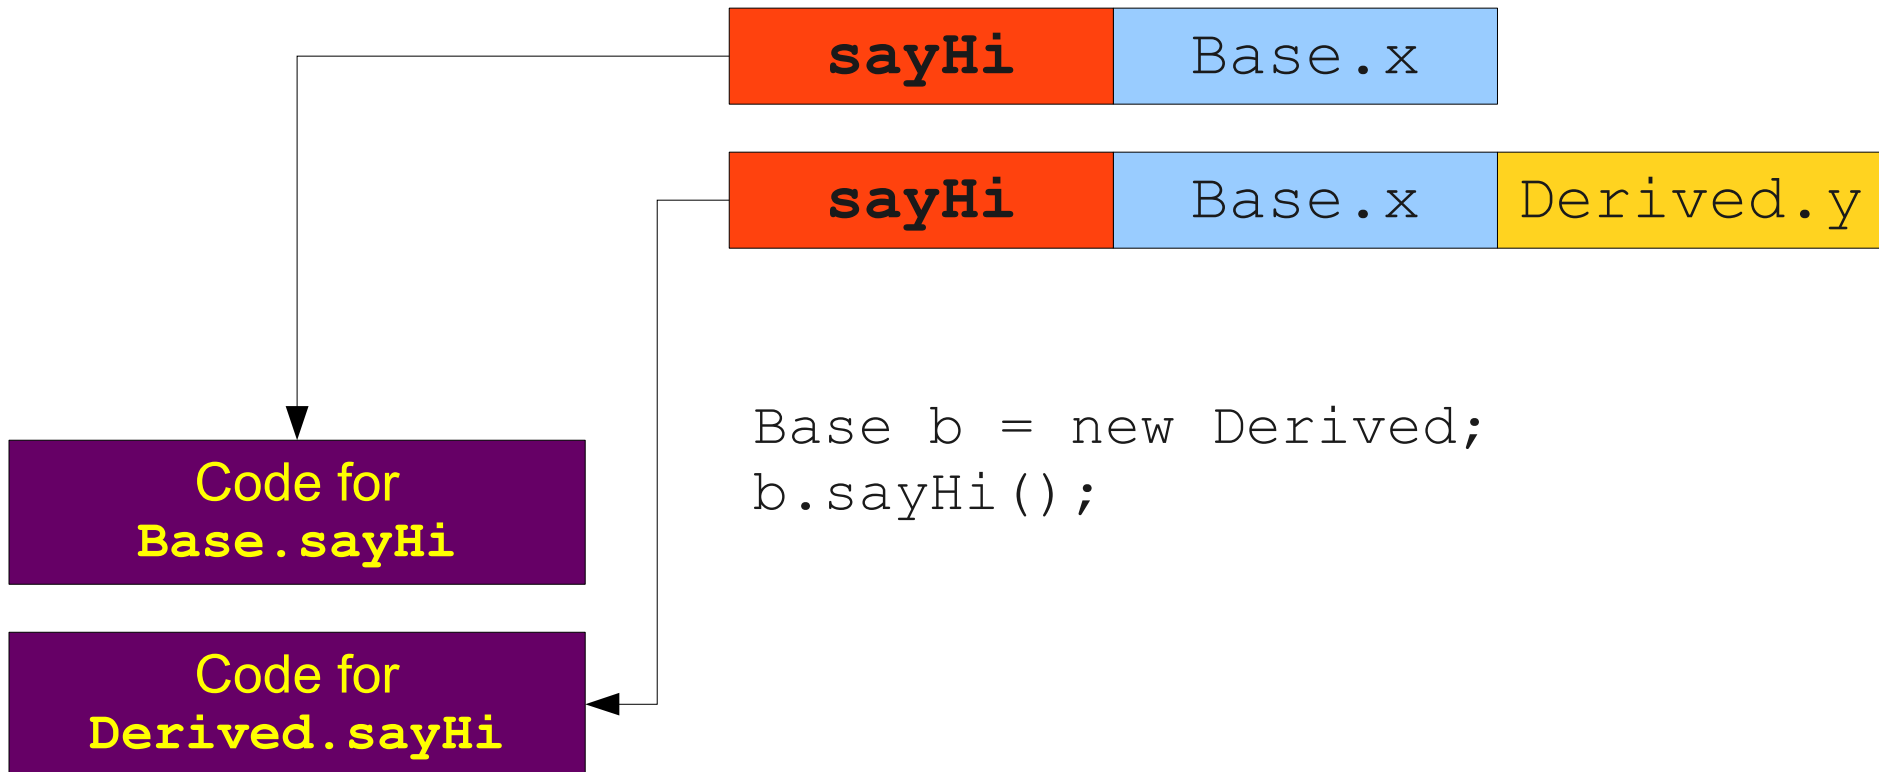 sayHi Base.x
sayHi Base.x Derived.y
Base b = new Derived;
b.sayHi();
Code for
Base.sayHi
Code for
Derived.sayHi